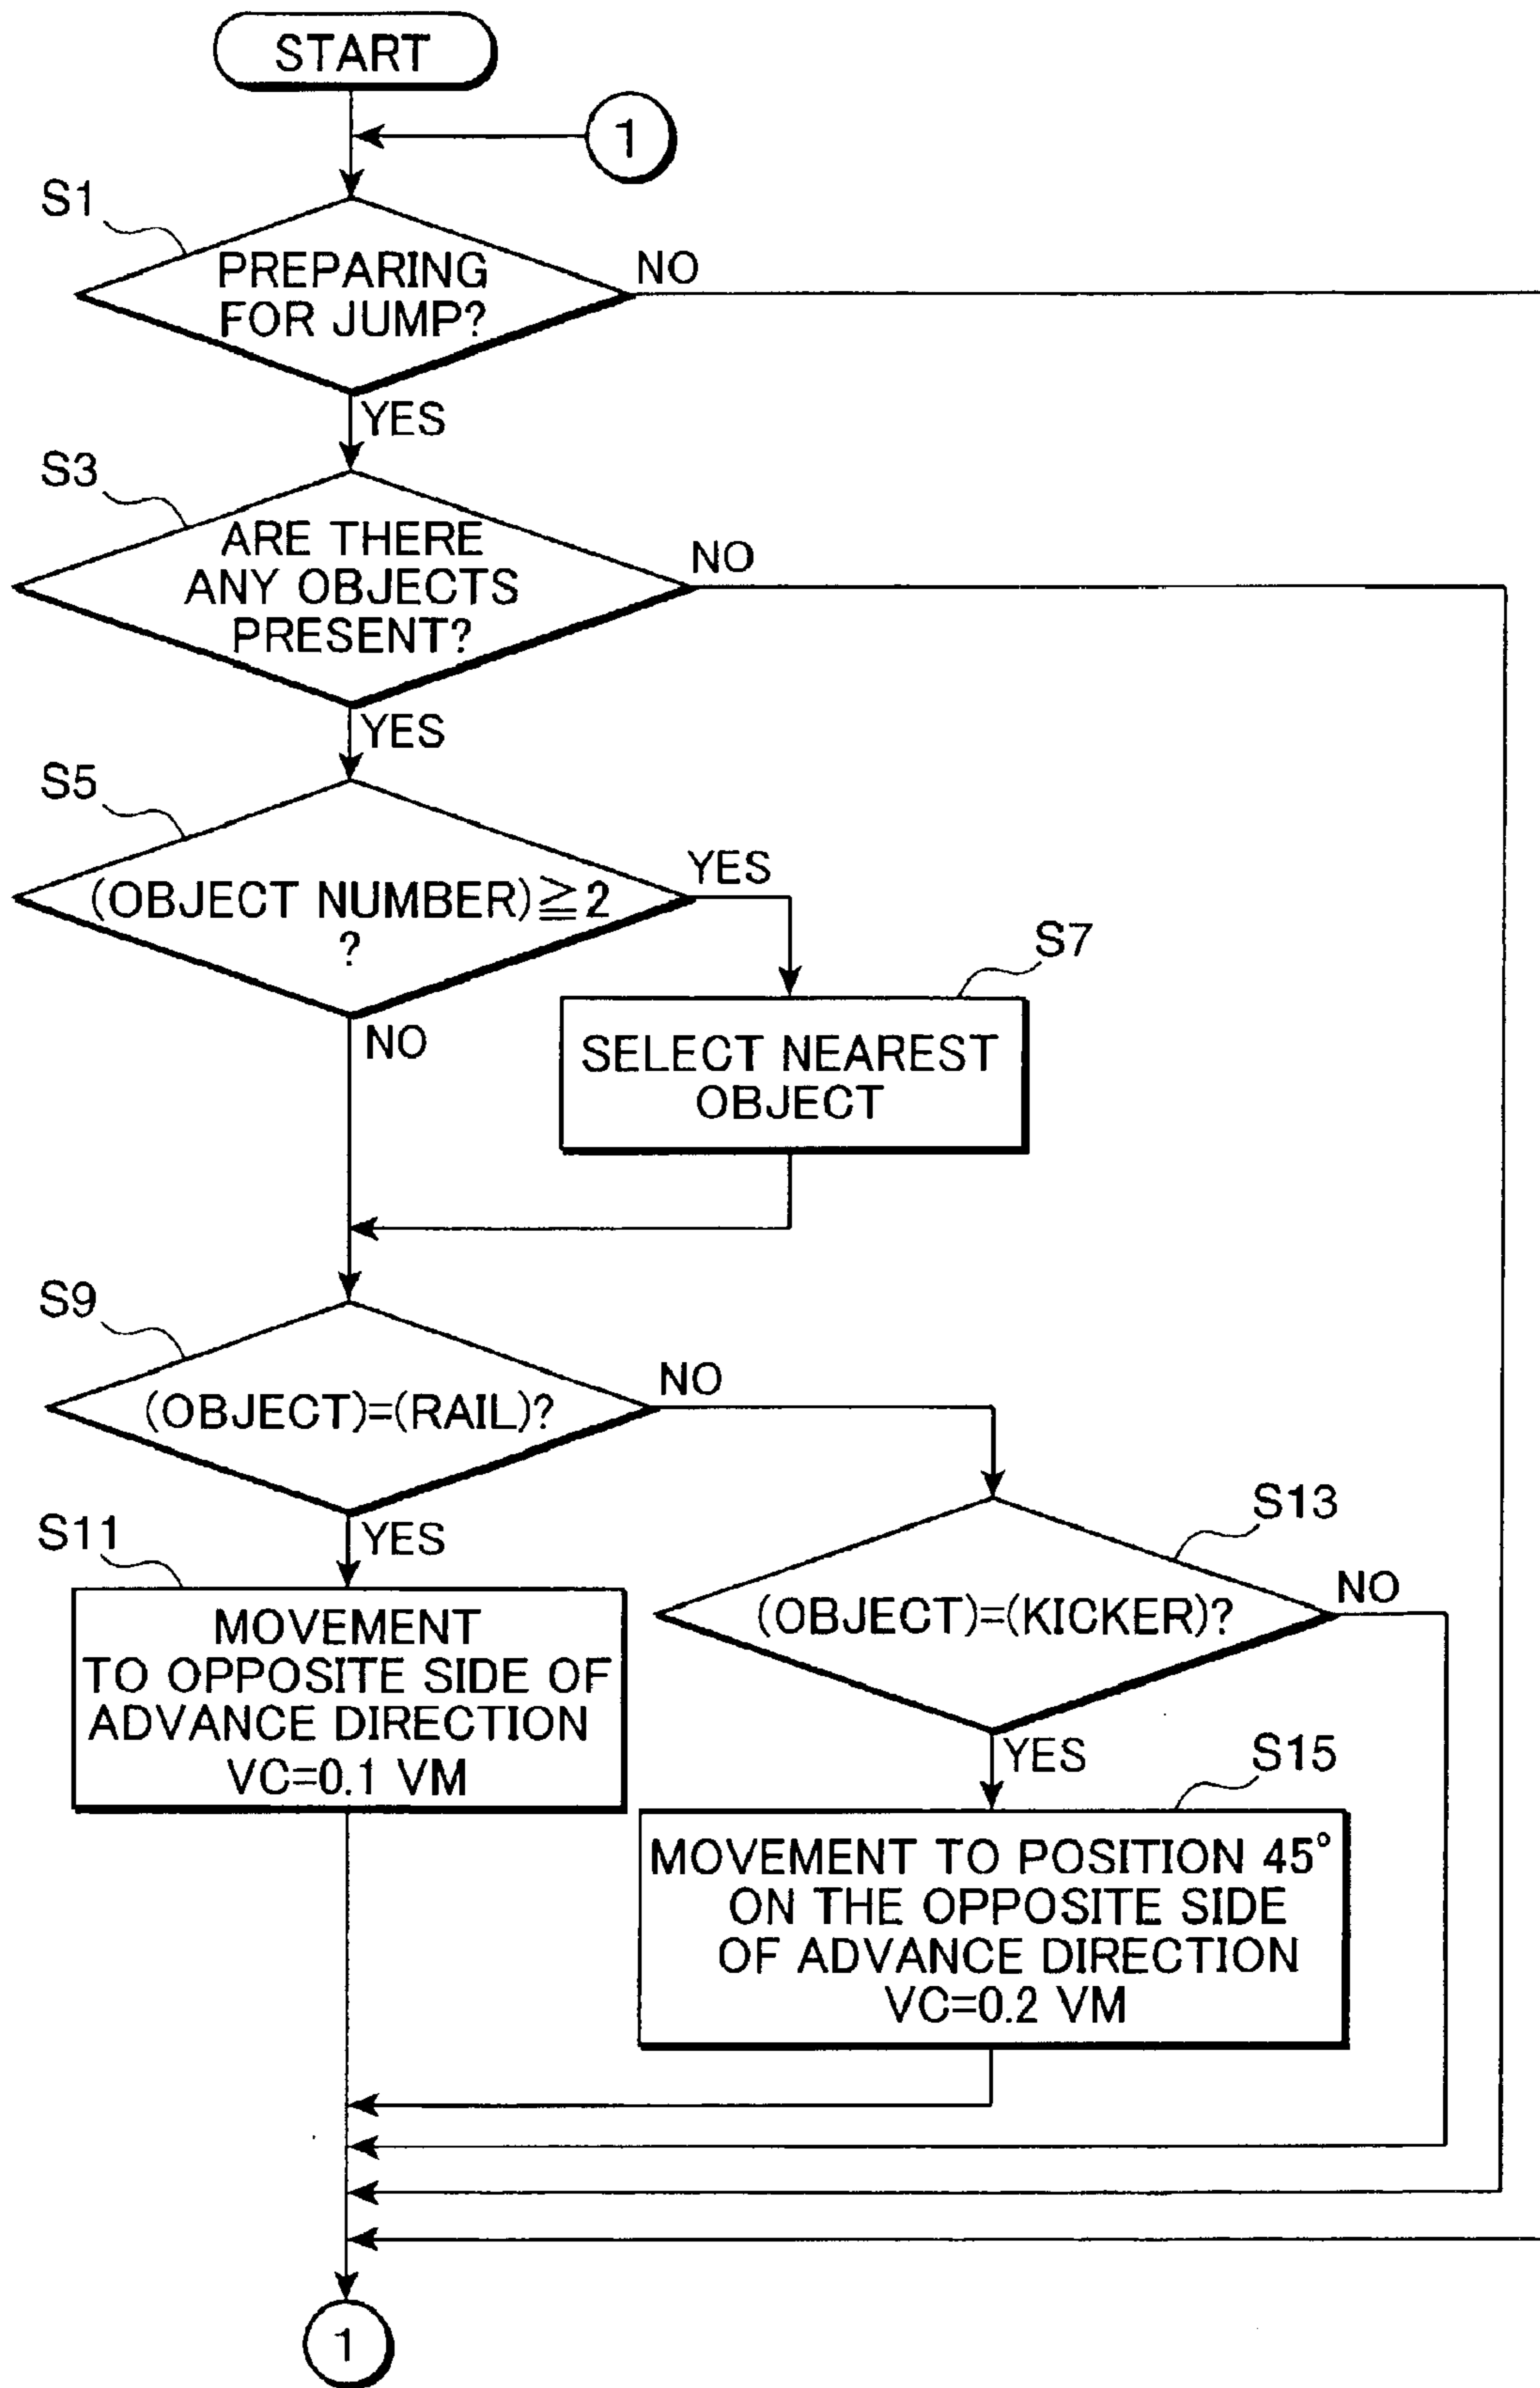 START
1
S1
PREPARING
FOR JUMP?
NO
YES
S3
ARE THERE
ANY OBJECTS
PRESENT?
NO
YES
S5
(OBJECT NUMBER)≧2
?
YES
NO
S7
SELECT NEAREST
OBJECT
S9
(OBJECT)=(RAIL)?
NO
YES
S11
MOVEMENT
TO OPPOSITE SIDE OF
ADVANCE DIRECTION
VC=0.1 VM
S13
(OBJECT)=(KICKER)?
NO
YES
S15
MOVEMENT TO POSITION 45°
ON THE OPPOSITE SIDE
OF ADVANCE DIRECTION
VC=0.2 VM
1